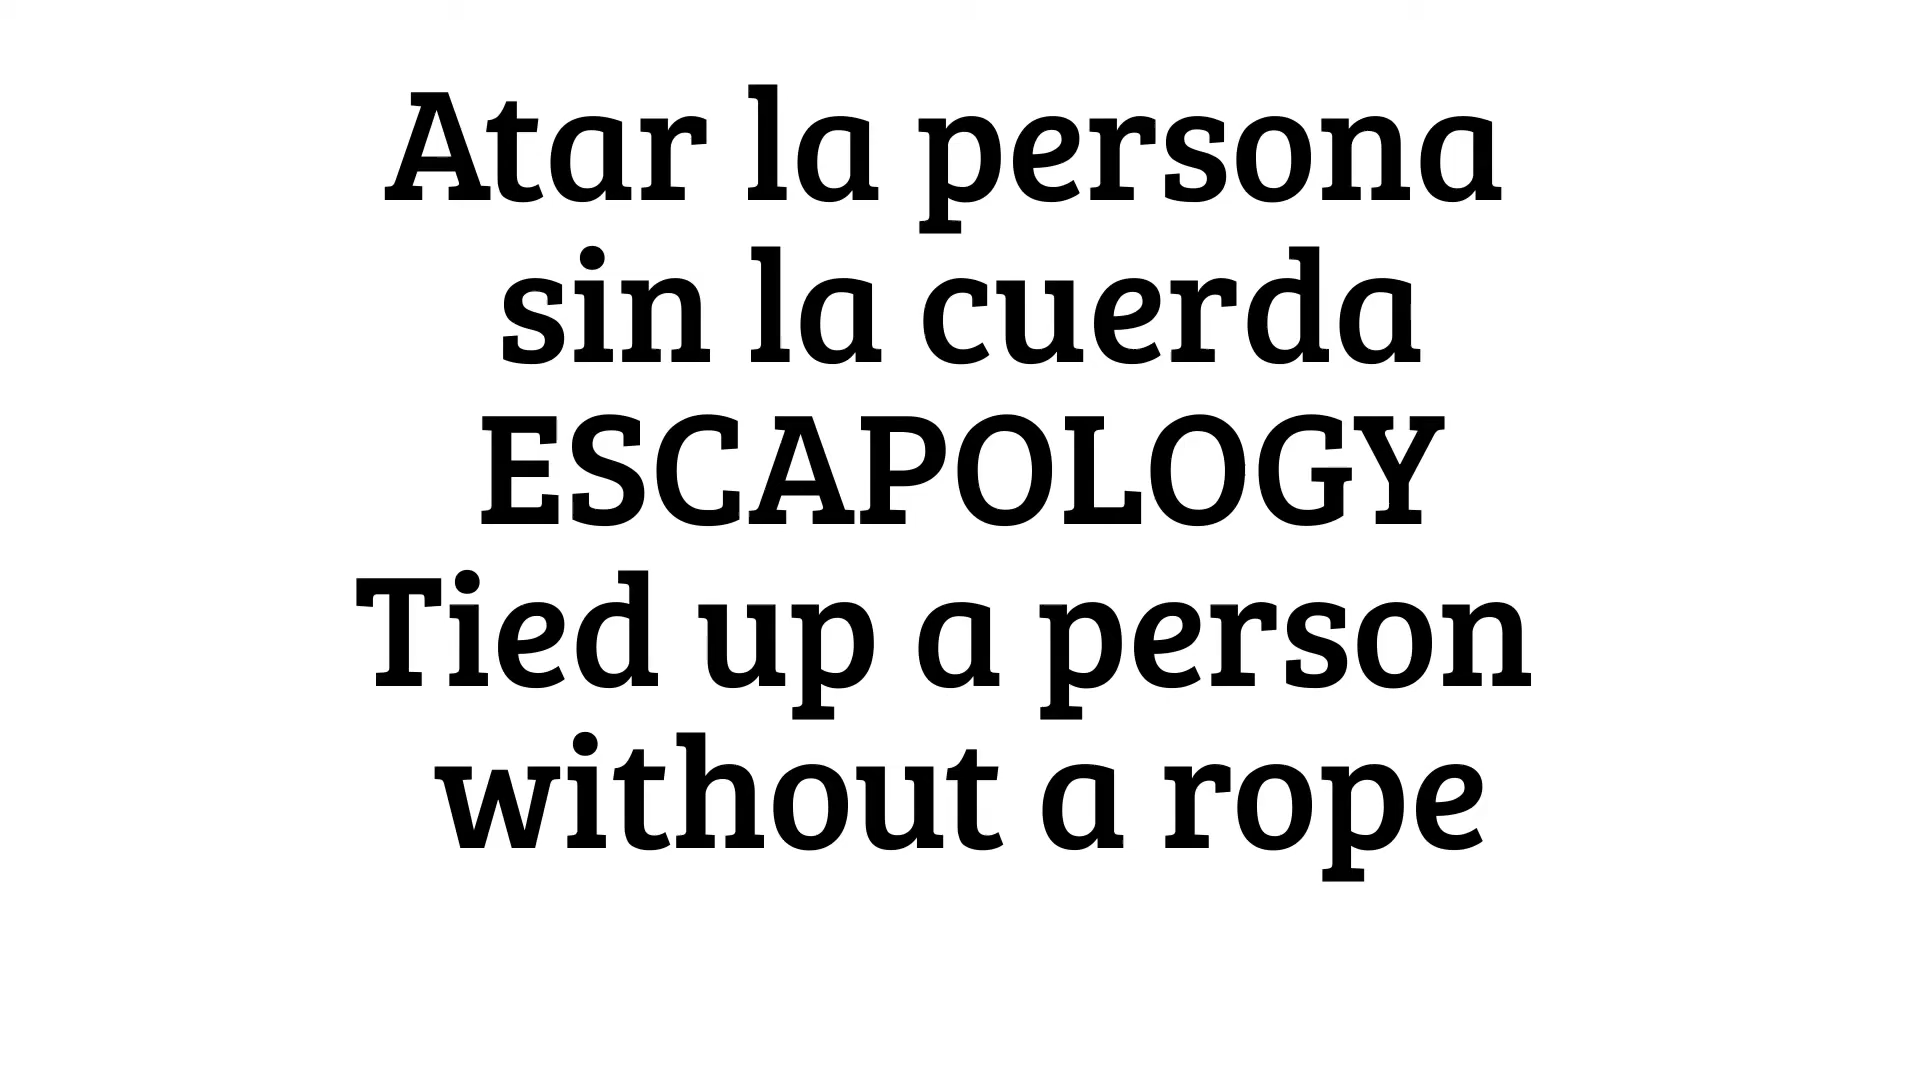 Atar la persona
sin la cuerda
ESCAPOLOGY
Tied up a person
without a rope